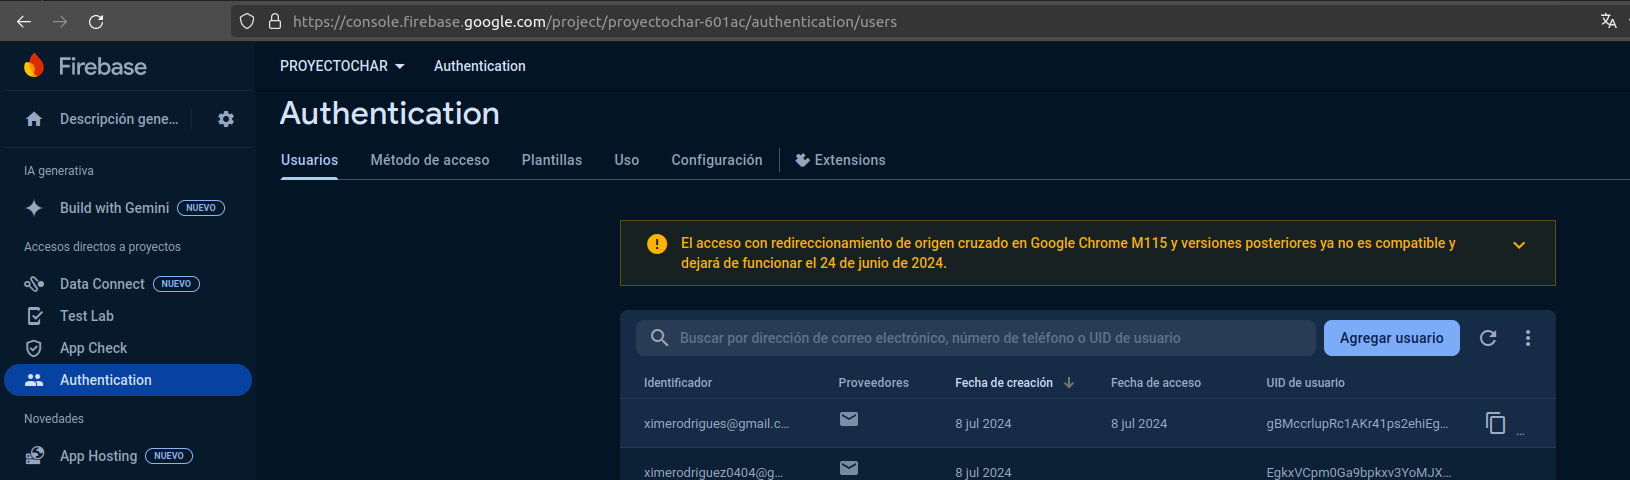 https://console.firebase.google.com/project/proyectochar-601ac/authentication/users
Firebase
PROYECTOCHAR
Authentication
Descripción gene...
Authentication
Usuarios
Método de acceso
Plantillas
Uso
Configuración
Extensions
IA generativa
Build with Gemini
NUEVO
Accesos directos a proyectos
Data Connect
NUEVO
Test Lab
App Check
Authentication
Novedades
App Hosting
NUEVO
El acceso con redireccionamiento de origen cruzado en Google Chrome M115 y versiones posteriores ya no es compatible y
dejará de funcionar el 24 de junio de 2024.
Buscar por dirección de correo electrónico, número de teléfono o UID de usuario
Agregar usuario
Identificador
Proveedores
Fecha de creación
Fecha de acceso
UID de usuario
ximerodrigues@gmail.c...
8 jul 2024
8 jul 2024
gBMccrlupRc1AKr41ps2ehiEg...
...
ximerodriguez0404@g...
8 jul 2024
EgkxVCpm0Ga9bpkxv3YoMJX...